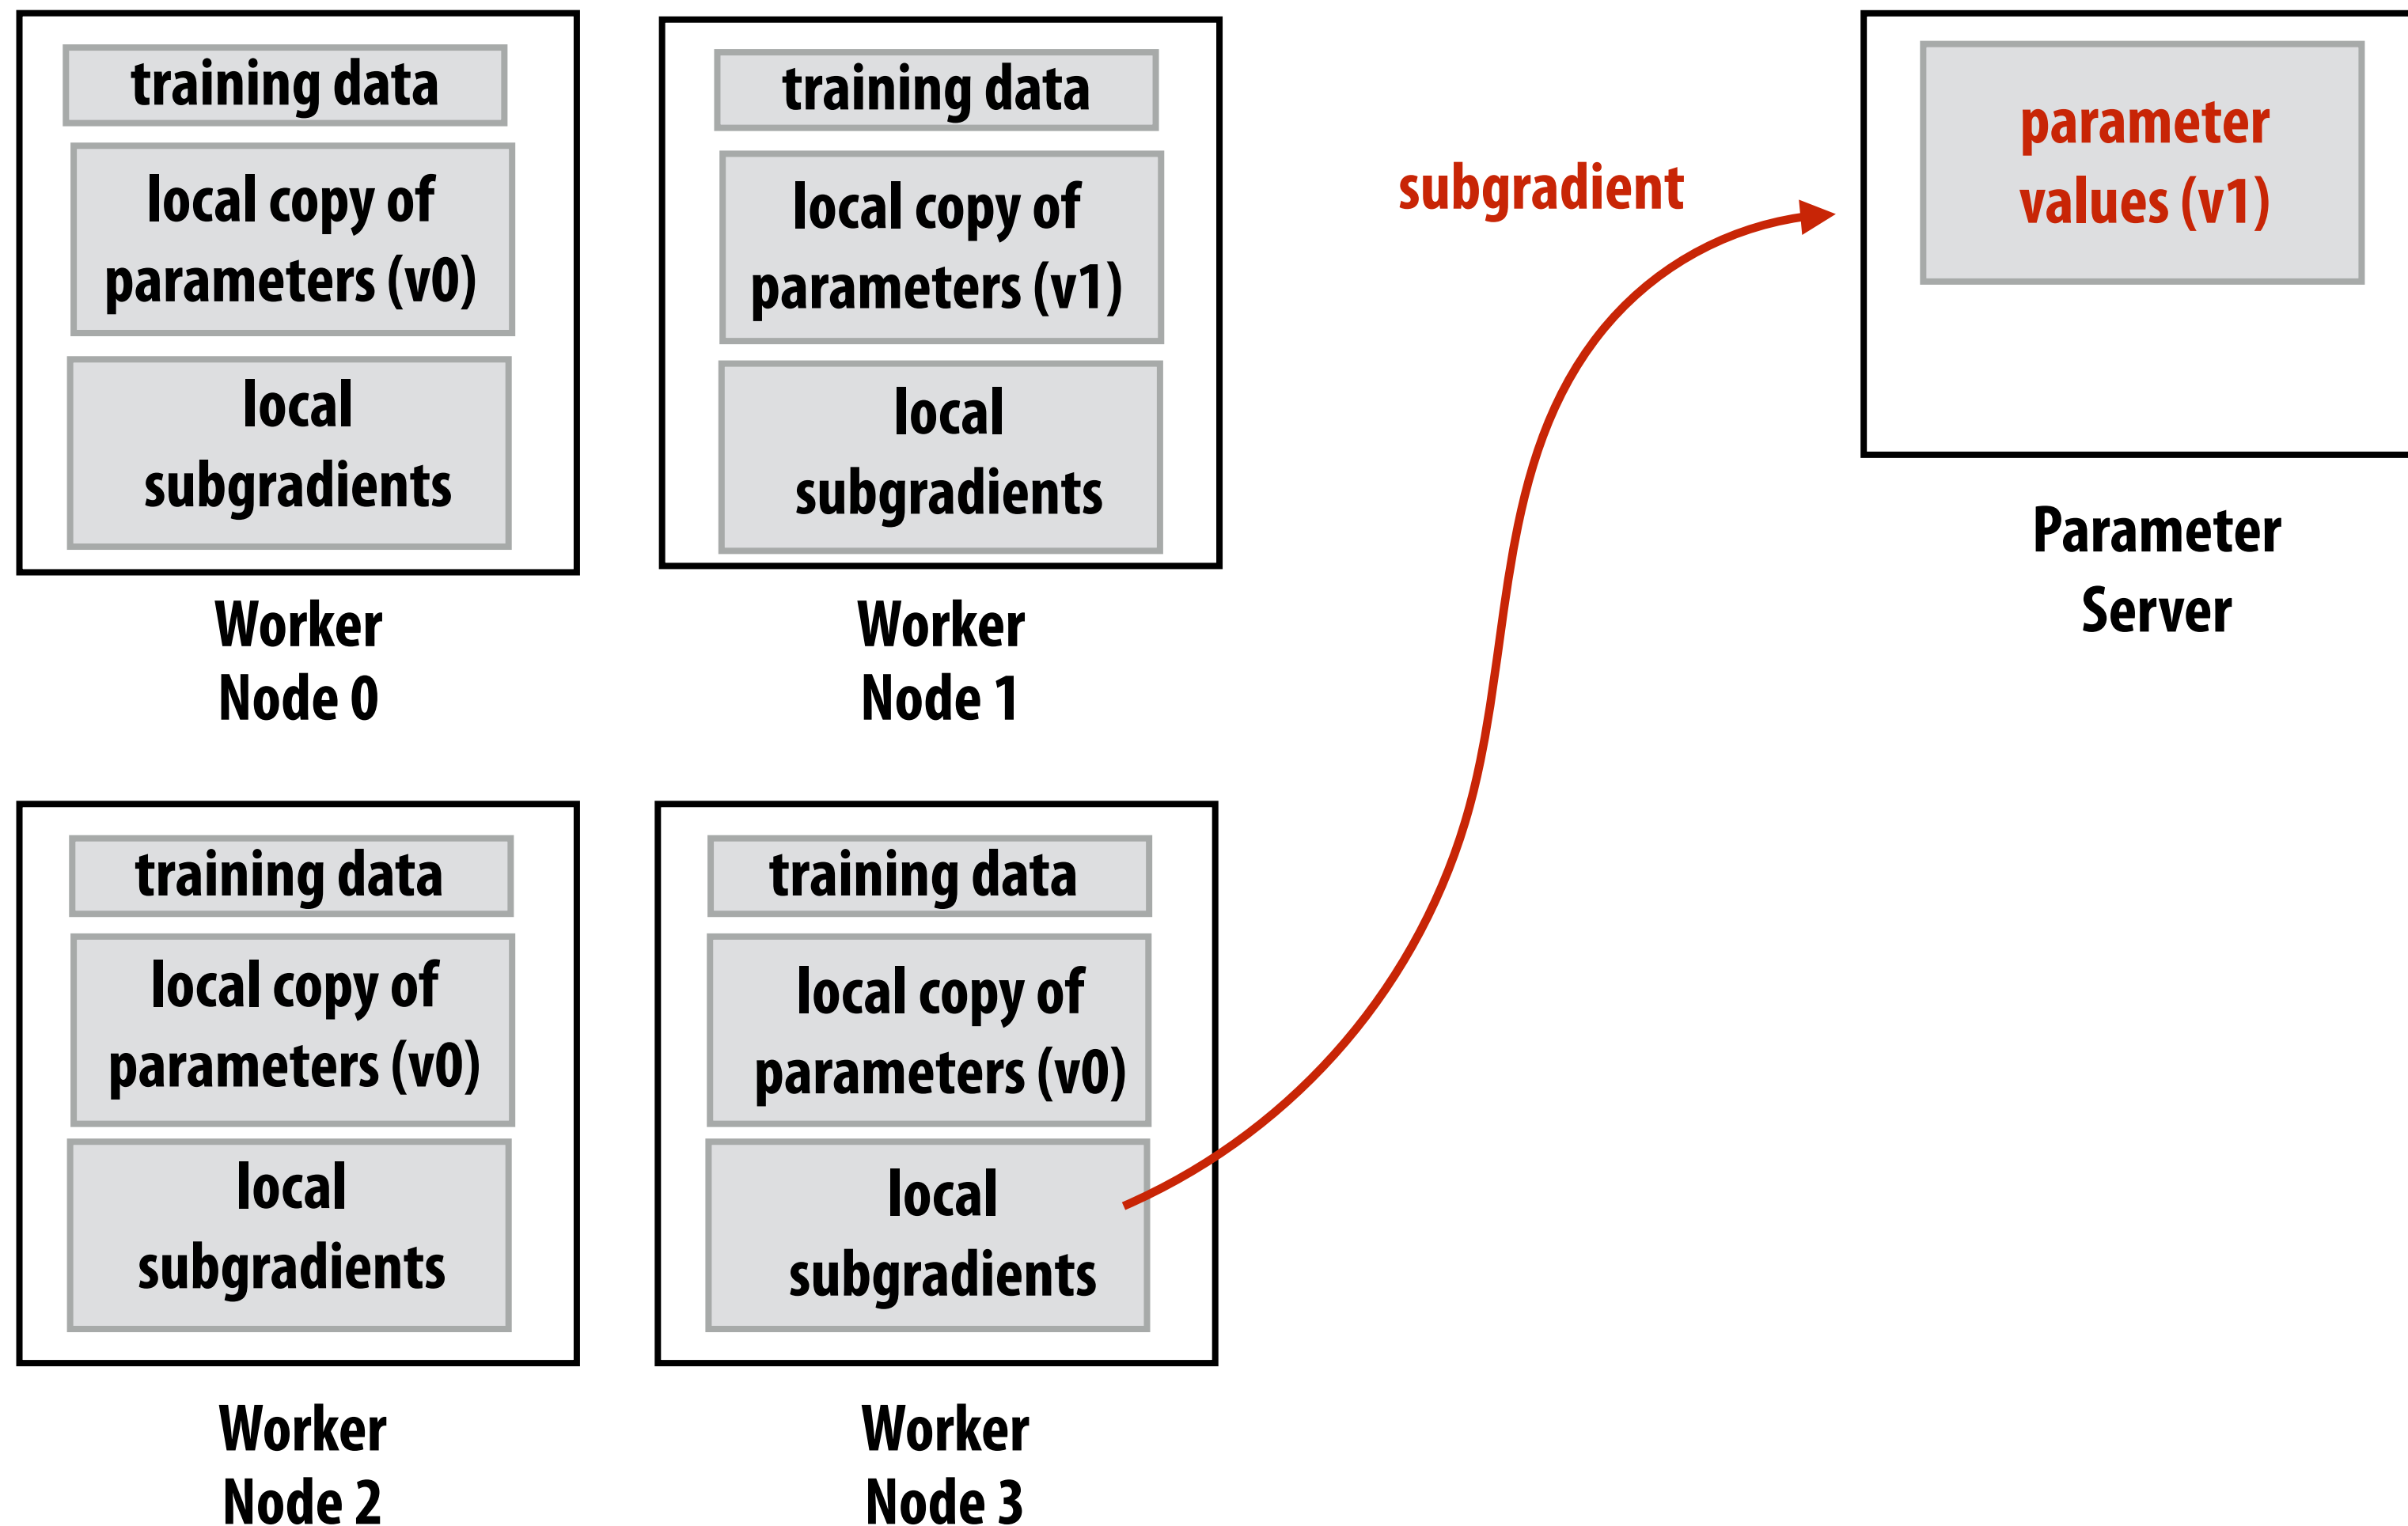 training data
local copy of
parameters (v0)
local
subgradients
Worker
Node 0
training data
local copy of
parameters (v1)
local
subgradients
Worker
Node 1
subgradient
parameter
values (v1)
Parameter
Server
training data
local copy of
parameters (v0)
local
subgradients
Worker
Node 2
training data
local copy of
parameters (v0)
local
subgradients
Worker
Node 3